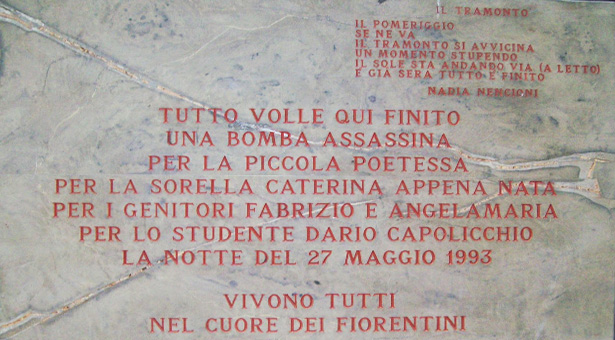 IL TRAMONTO
IL POMERIGGIO
SE NE VA
IL TRAMONTO SI AVVICINA
UN MOMENTO STUPENDO
IL SOLE STA ANDANDO VIA (A LETTO)
E GIÀ SERA TUTTO È FINITO
NADIA NENCIONI
TUTTO VOLLE QUI FINITO
UNA BOMBA ASSASSINA
PER LA PICCOLA POETESSA
PER LA SORELLA CATERINA APPENA NATA
PER I GENITORI FABRIZIO E ANGELAMARIA
PER LO STUDENTE DARIO CAPOLICCHIO
LA NOTTE DEL 27 MAGGIO 1993
VIVONO TUTTI
NEL CUORE DEI FIORENTINI